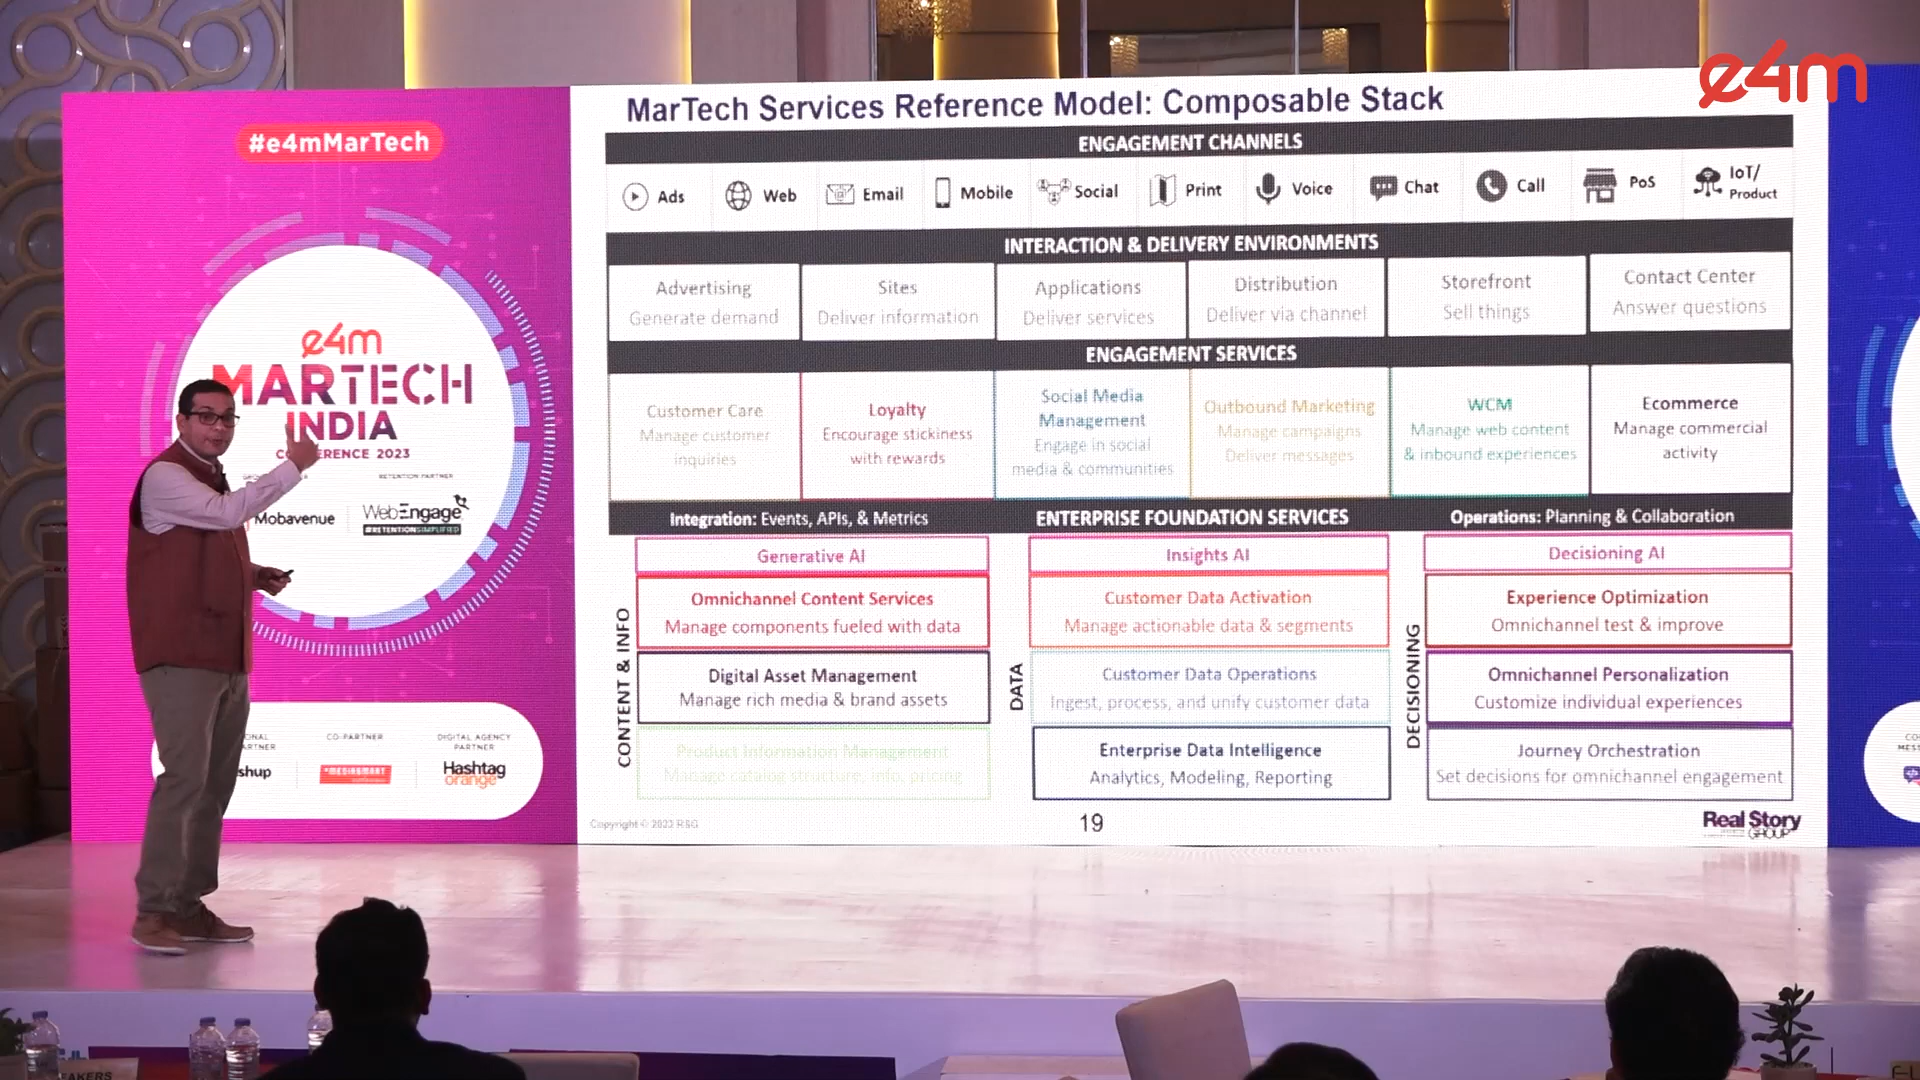 e4m
#e4mMarTech
e4m
MARTECH
INDIA
CONFERENCE 2023
RETENTION PARTNER
Mobavenue
WebEngage
#RETENTIONSIMPLIFIED
CO-PARTNER
DIGITAL AGENCY
PARTNER
Hashtag
orange
MarTech Services Reference Model: Composable Stack
ENGAGEMENT CHANNELS
Ads
Web
Email
Mobile
Social
Print
Voice
Chat
Call
PoS
IoT/
Product
INTERACTION & DELIVERY ENVIRONMENTS
Advertising
Generate demand
Sites
Deliver information
Applications
Deliver services
Distribution
Deliver via channel
Storefront
Sell things
Contact Center
Answer questions
ENGAGEMENT SERVICES
Customer Care
Manage customer
inquiries
Loyalty
Encourage stickiness
with rewards
Social Media
Management
Engage in social
media & communities
Outbound Marketing
Manage campaigns
Deliver messages
WCM
Manage web content
& inbound experiences
Ecommerce
Manage commercial
activity
Integration: Events, APIs, & Metrics
ENTERPRISE FOUNDATION SERVICES
Operations: Planning & Collaboration
CONTENT & INFO
Generative AI
Omnichannel Content Services
Manage components fueled with data
Digital Asset Management
Manage rich media & brand assets
Product Information Management
Manage catalog structure, info, pricing
DATA
Insights AI
Customer Data Activation
Manage actionable data & segments
Customer Data Operations
Ingest, process, and unify customer data
Enterprise Data Intelligence
Analytics, Modeling, Reporting
DECISIONING
Decisioning AI
Experience Optimization
Omnichannel test & improve
Omnichannel Personalization
Customize individual experiences
Journey Orchestration
Set decisions for omnichannel engagement
19
Real Story
GROUP